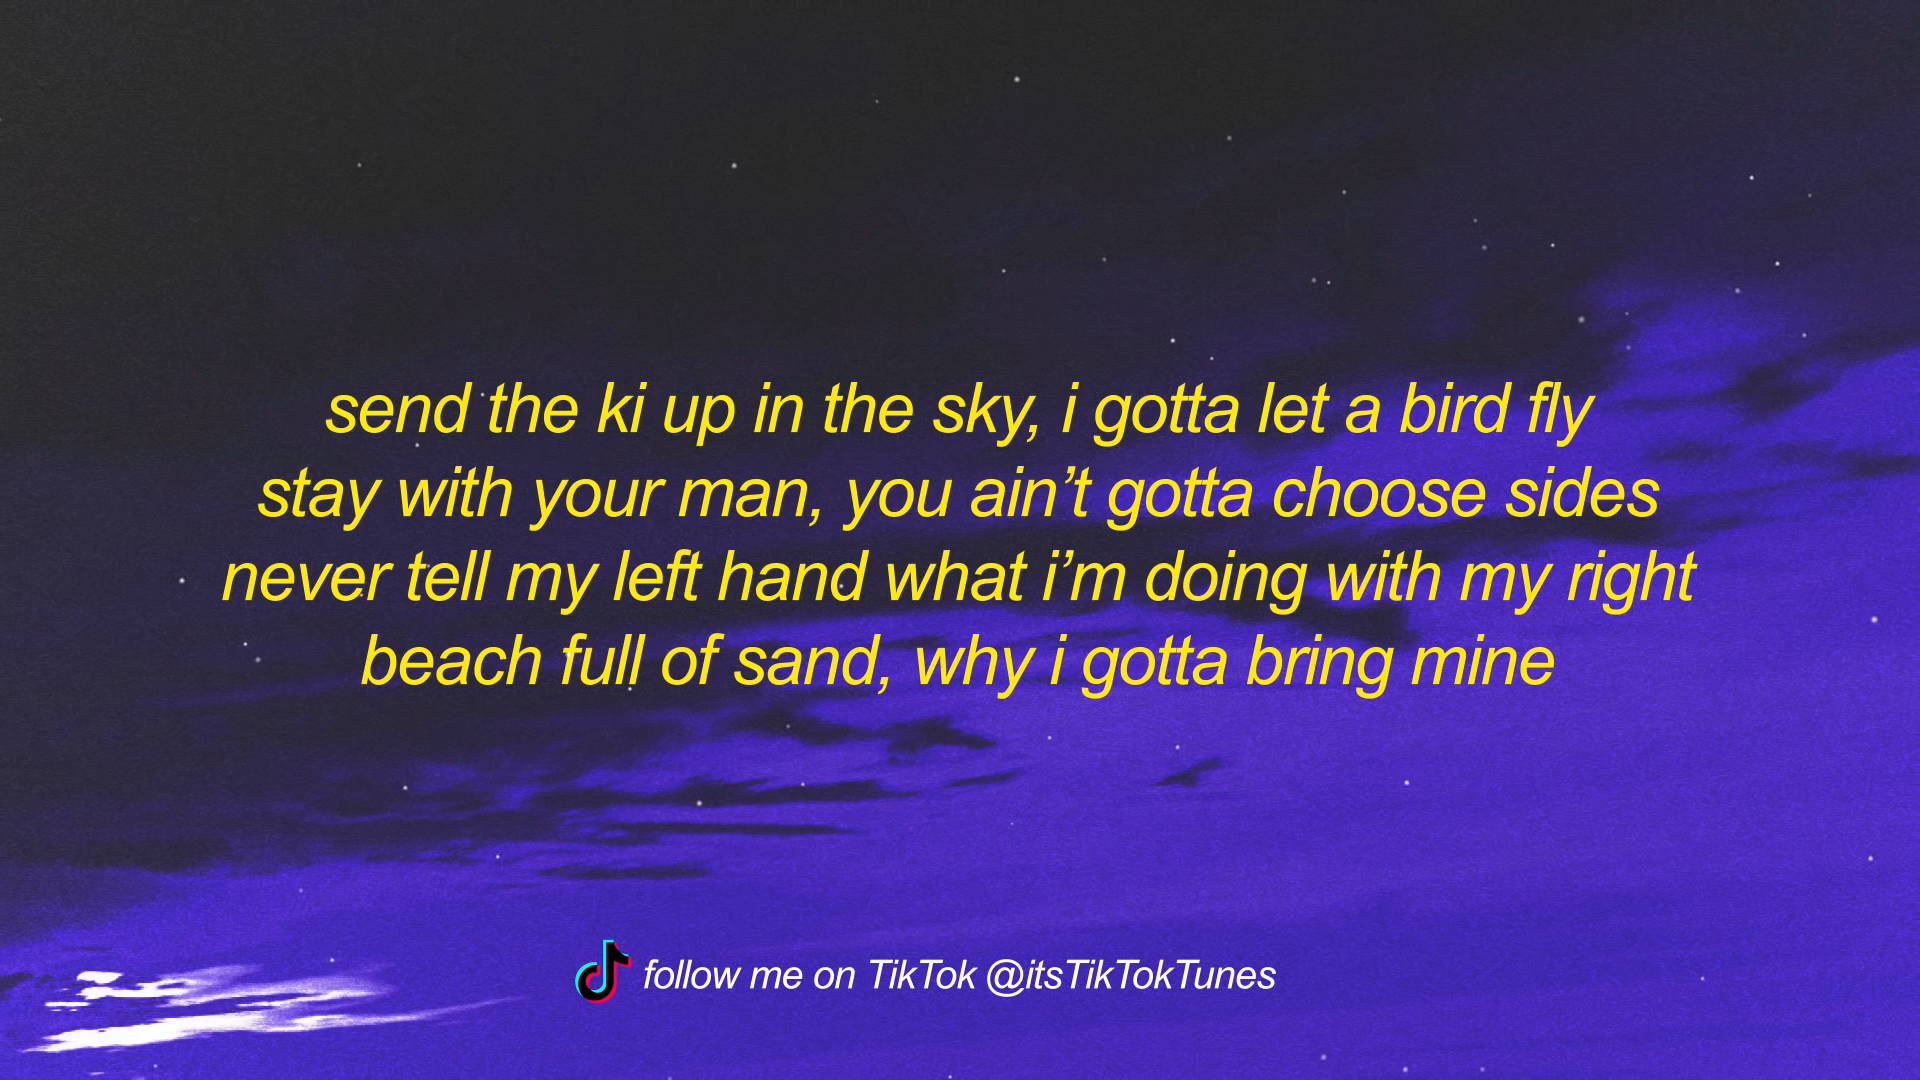 send the ki up in the sky, i gotta let a bird fly
stay with your man, you ain’t gotta choose sides
never tell my left hand what i’m doing with my right
beach full of sand, why i gotta bring mine
follow me on TikTok @itsTikTokTunes